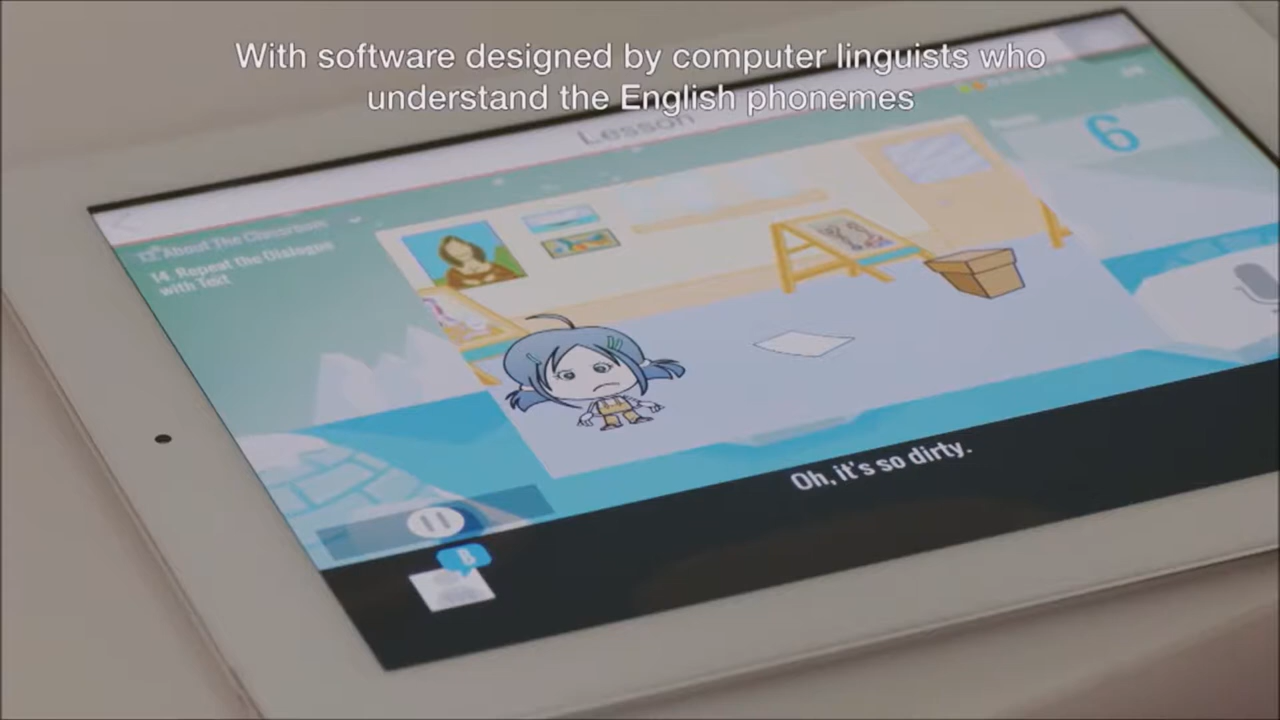 With software designed by computer linguists who
understand the English phonemes
Lesson
6
About The Classroom
14. Repeat the Dialogue
with Text
Oh, it's so dirty.
B